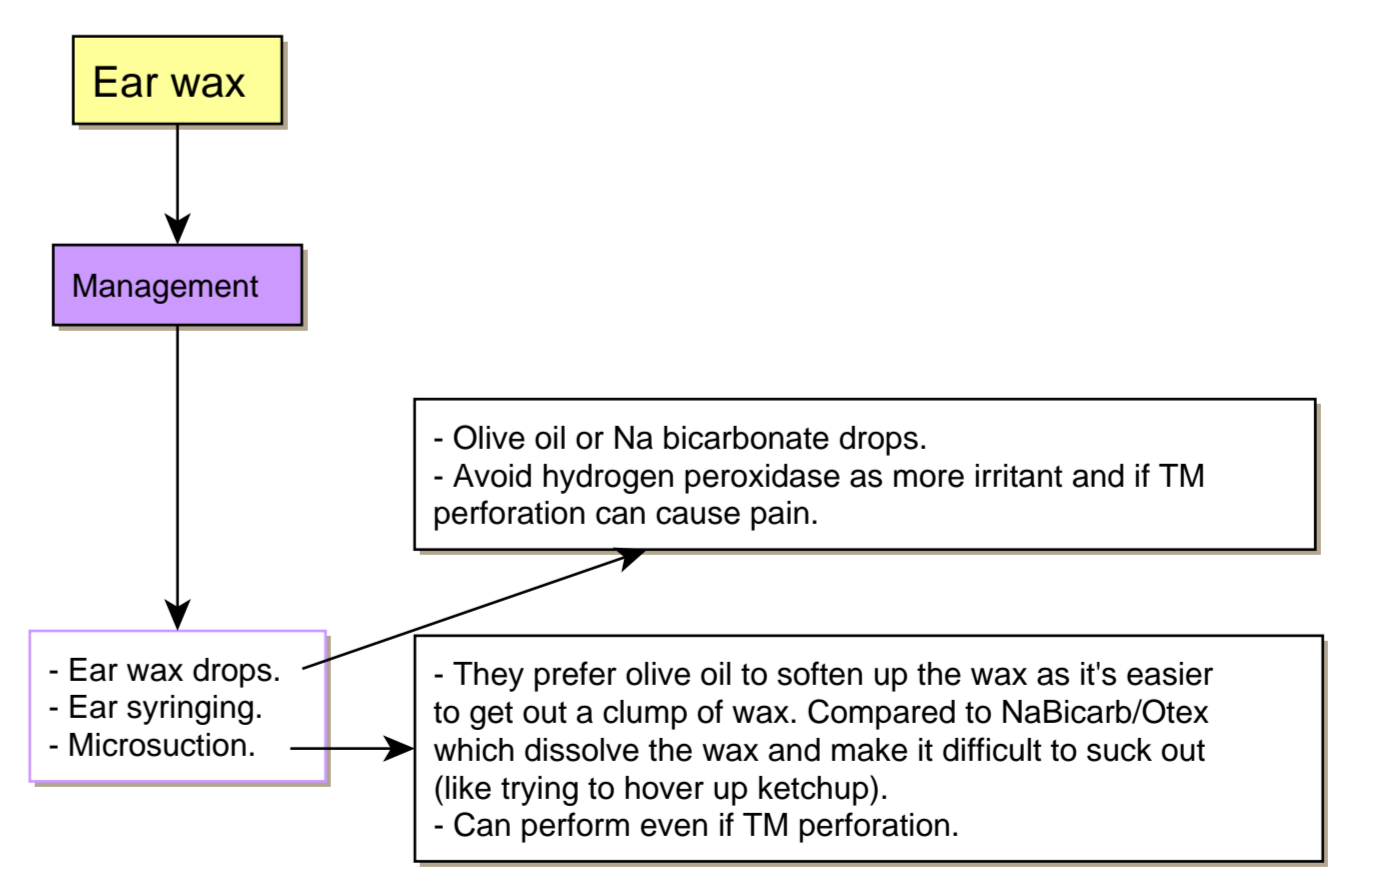 Ear wax
Management
- Olive oil or Na bicarbonate drops.
- Avoid hydrogen peroxidase as more irritant and if TM
perforation can cause pain.
- Ear wax drops.
- Ear syringing.
- Microsuction.
- They prefer olive oil to soften up the wax as it's easier
to get out a clump of wax. Compared to NaBicarb/Otex
which dissolve the wax and make it difficult to suck out
(like trying to hover up ketchup).
- Can perform even if TM perforation.